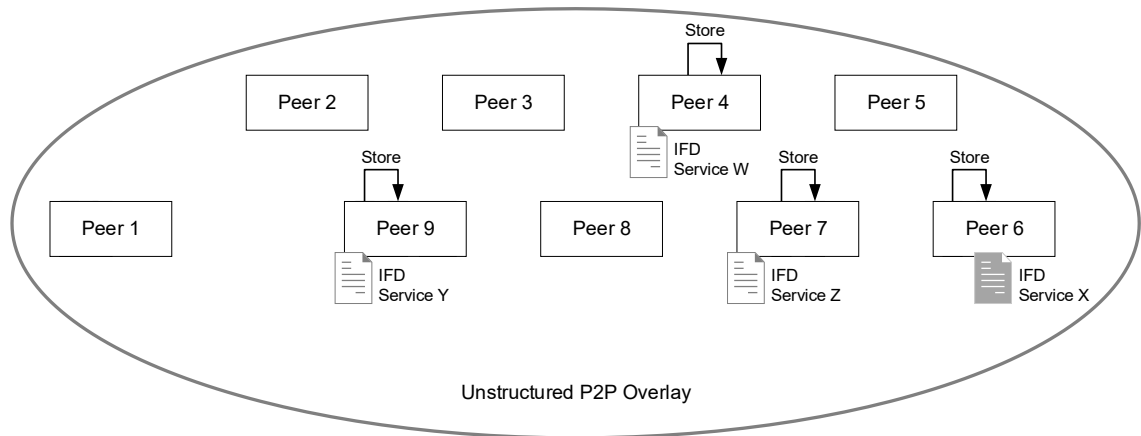 Store
Peer 2
Peer 3
Peer 4
Peer 5
IFD
Service W
Store
Store
Store
Peer 1
Peer 9
Peer 8
Peer 7
Peer 6
IFD
Service Y
IFD
Service Z
IFD
Service X
Unstructured P2P Overlay